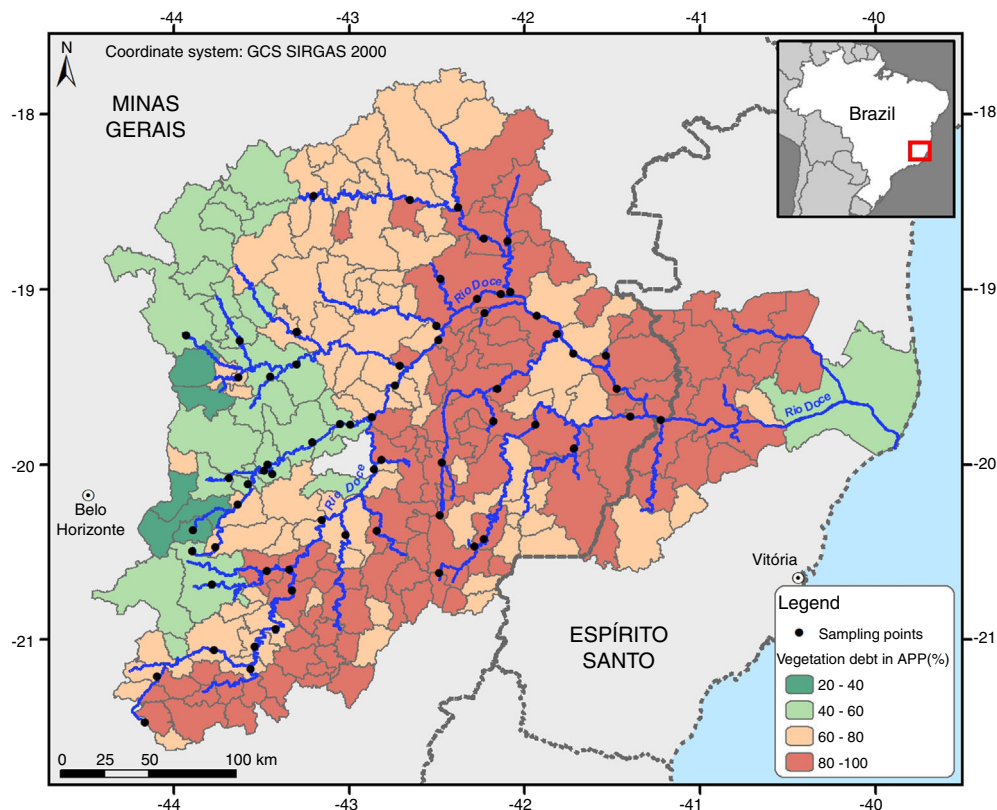 -44 -43 -42 -41 -40
N
Coordinate system: GCS SIRGAS 2000
MINAS
GERAIS
Brazil
-18 -18
-19 -19
Rio Doce
Rio Doce
-20 -20
Rio Doce
Belo
Horizonte
Vitória
Legend
Sampling points
Vegetation debt in APP(%)
20 - 40
40 - 60
60 - 80
80 -100
ESPÍRITO
SANTO
-21 -21
0 25 50 100 km
-44 -43 -42 -41 -40